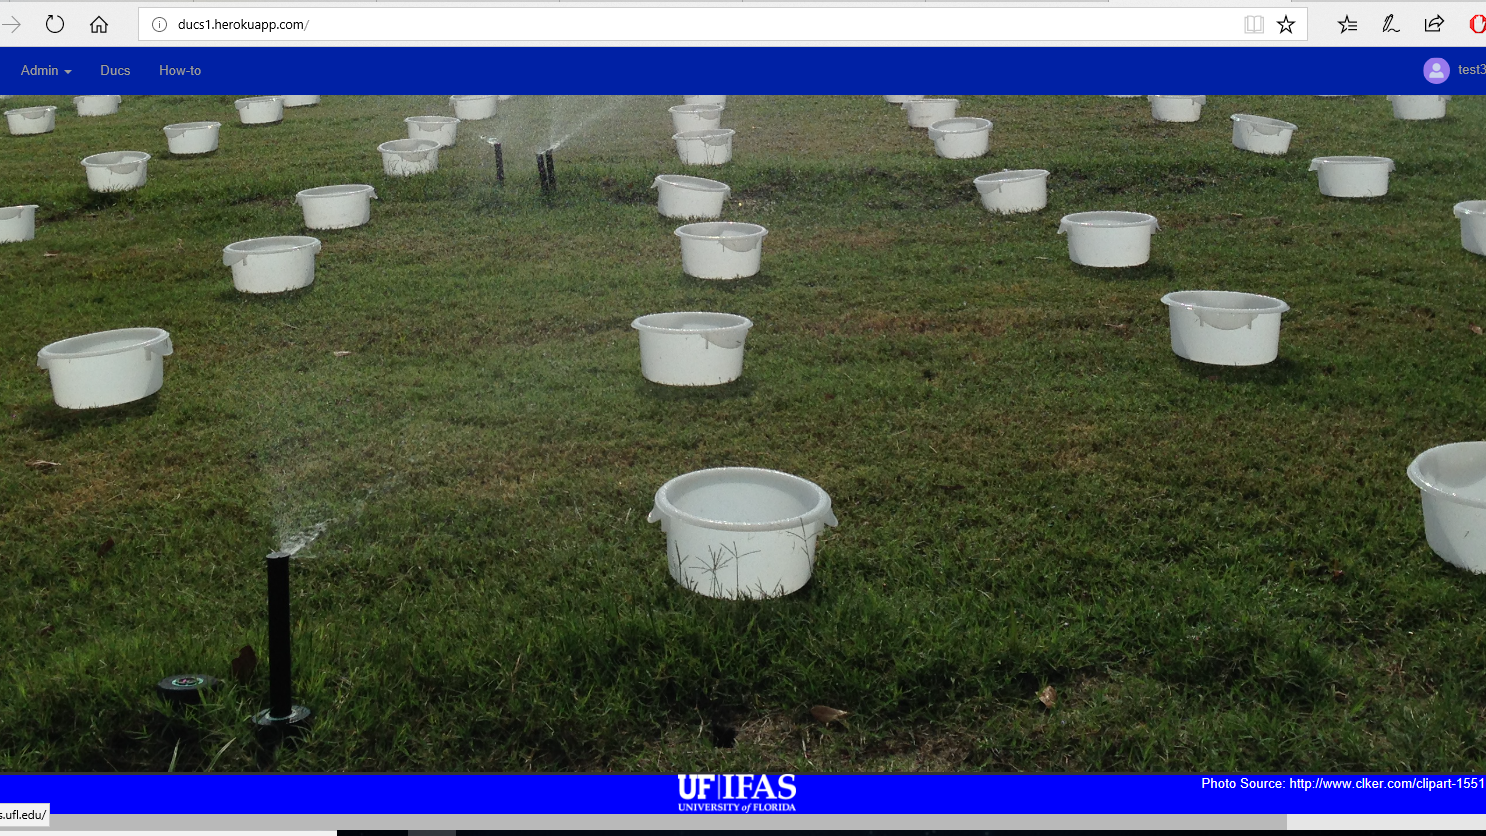 ducs1.herokuapp.com/
Admin Ducs How-to test3
UF|IFAS
UNIVERSITY of FLORIDA
Photo Source: http://www.clker.com/clipart-1551
s.ufl.edu/